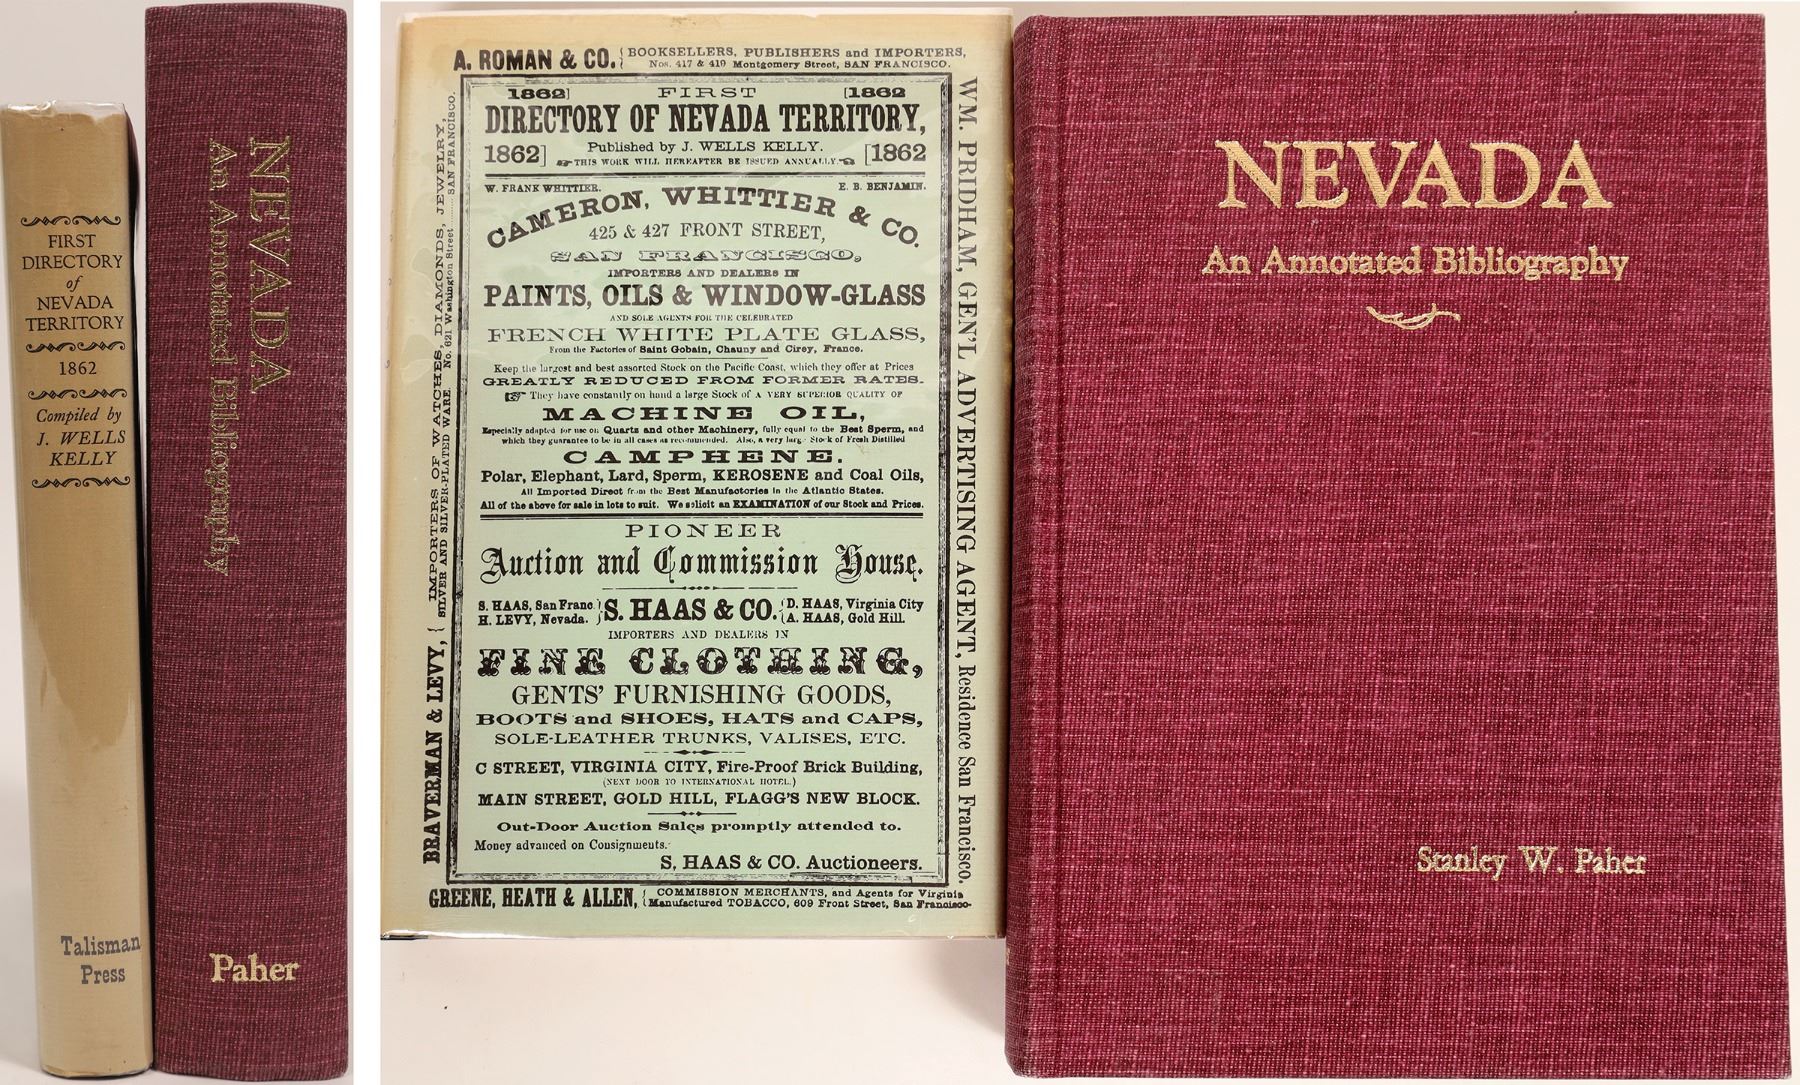 FIRST
DIRECTORY
of
NEVADA
TERRITORY
1862
Compiled by
J. WELLS
KELLY
Talisman
Press
NEVADA
An Annotated Bibliography
Paher
A. ROMAN & CO. { BOOKSELLERS, PUBLISHERS and IMPORTERS,
Nos. 417 & 419 Montgomery Street, SAN FRANCISCO.
1862] FIRST [1862
DIRECTORY OF NEVADA TERRITORY,
Published by J. WELLS KELLY.
1862] ☛THIS WORK WILL HEREAFTER BE ISSUED ANNUALLY.☚ [1862
W. FRANK WHITTIER. E. B. BENJAMIN.
CAMERON, WHITTIER & CO.
425 & 427 FRONT STREET,
SAN FRANCISCO,
IMPORTERS AND DEALERS IN
PAINTS, OILS & WINDOW-GLASS
AND SOLE AGENTS FOR THE CELEBRATED
FRENCH WHITE PLATE GLASS,
From the Factories of Saint Gobain, Chauny and Cirey, France.
Keep the largest and best assorted Stock on the Pacific Coast, which they offer at Prices
GREATLY REDUCED FROM FORMER RATES.
☞ They have constantly on hand a large Stock of A VERY SUPERIOR QUALITY OF
MACHINE OIL,
Especially adapted for use on Quartz and other Machinery, fully equal to the Best Sperm, and
which they guarantee to be in all cases as recommended. Also, a very large Stock of Fresh Distilled
CAMPHENE.
Polar, Elephant, Lard, Sperm, KEROSENE and Coal Oils,
All Imported Direct from the Best Manufactories in the Atlantic States.
All of the above for sale in lots to suit. We solicit an EXAMINATION of our Stock and Prices.
PIONEER
Auction and Commission House.
S. HAAS, San Franc. } S. HAAS & CO. { D. HAAS, Virginia City
H. LEVY, Nevada. A. HAAS, Gold Hill.
IMPORTERS AND DEALERS IN
FINE CLOTHING,
GENTS' FURNISHING GOODS,
BOOTS and SHOES, HATS and CAPS,
SOLE-LEATHER TRUNKS, VALISES, ETC.
C STREET, VIRGINIA CITY, Fire-Proof Brick Building,
(NEXT DOOR TO INTERNATIONAL HOTEL.)
MAIN STREET, GOLD HILL, FLAGG'S NEW BLOCK.
Out-Door Auction Sales promptly attended to.
Money advanced on Consignments.
S, HAAS & CO. Auctioneers.
BRAVERMAN & LEVY, { IMPORTERS OF WATCHES, DIAMONDS, JEWELRY,
SILVER AND SILVER-PLATED WARE. No. 621 Washington Street ........ SAN FRANCISCO.
WM. PRIDHAM, GEN'L ADVERTISING AGENT, Residence San Francisco.
GREENE, HEATH & ALLEN, { COMMISSION MERCHANTS, and Agents for Virginia
Manufactured TOBACCO, 609 Front Street, San Francisco.
NEVADA
An Annotated Bibliography
Stanley W. Paher